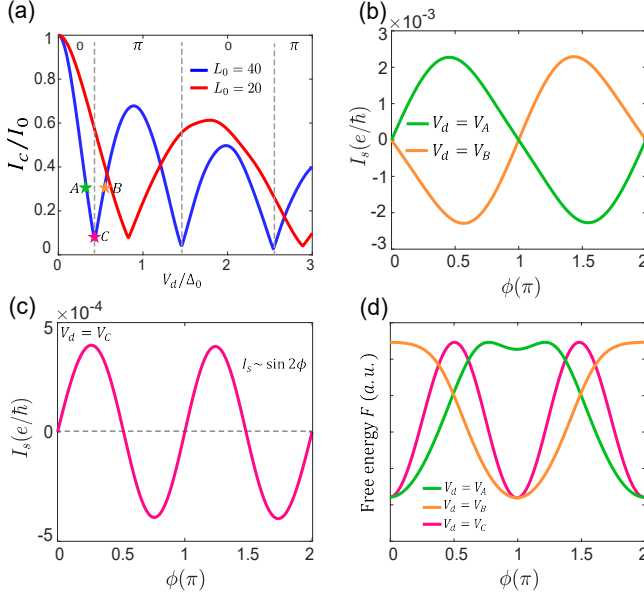 (a)
I_c/I_0
1
0.8
0.6
0.4
0.2
0
0 π 0 π
L_0 = 40
L_0 = 20
A B
C
0 1 2 3
V_d/Δ_0
(b)
×10^-3
I_s(e/ℏ)
3
2
1
0
-1
-2
-3
V_d = V_A
V_d = V_B
0 0.5 1 1.5 2
ϕ(π)
(c)
×10^-4
I_s(e/ℏ)
5
0
-5
V_d = V_C
I_s~ sin 2ϕ
0 0.5 1 1.5 2
ϕ(π)
(d)
Free energy F (a.u.)
V_d = V_A
V_d = V_B
V_d = V_C
0 0.5 1 1.5 2
ϕ(π)